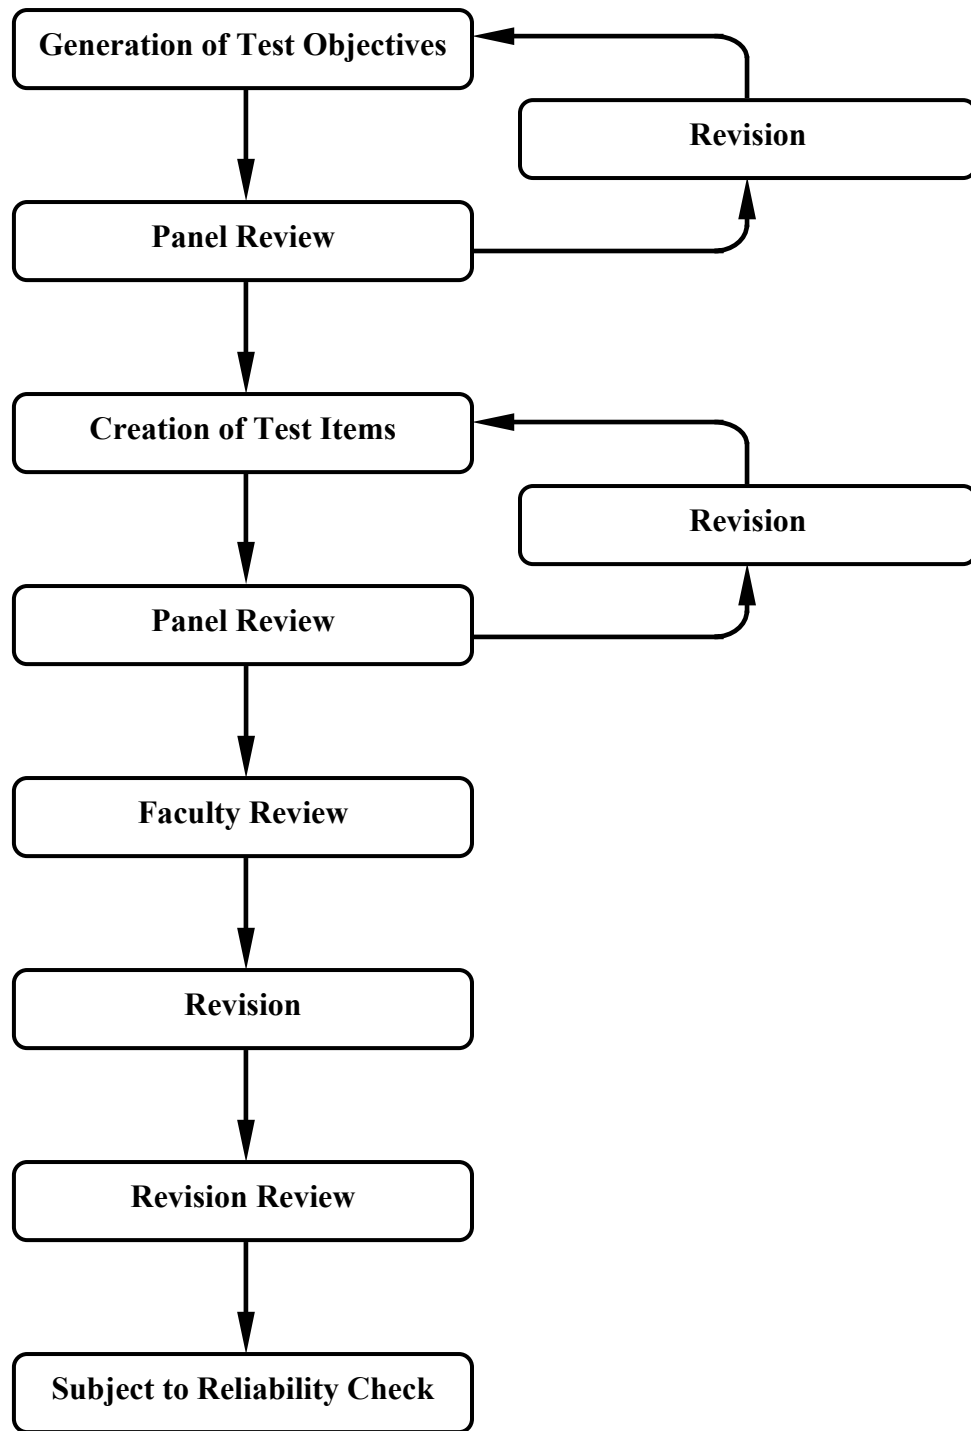 Generation of Test Objectives
Revision
Panel Review
Creation of Test Items
Revision
Panel Review
Faculty Review
Revision
Revision Review
Subject to Reliability Check